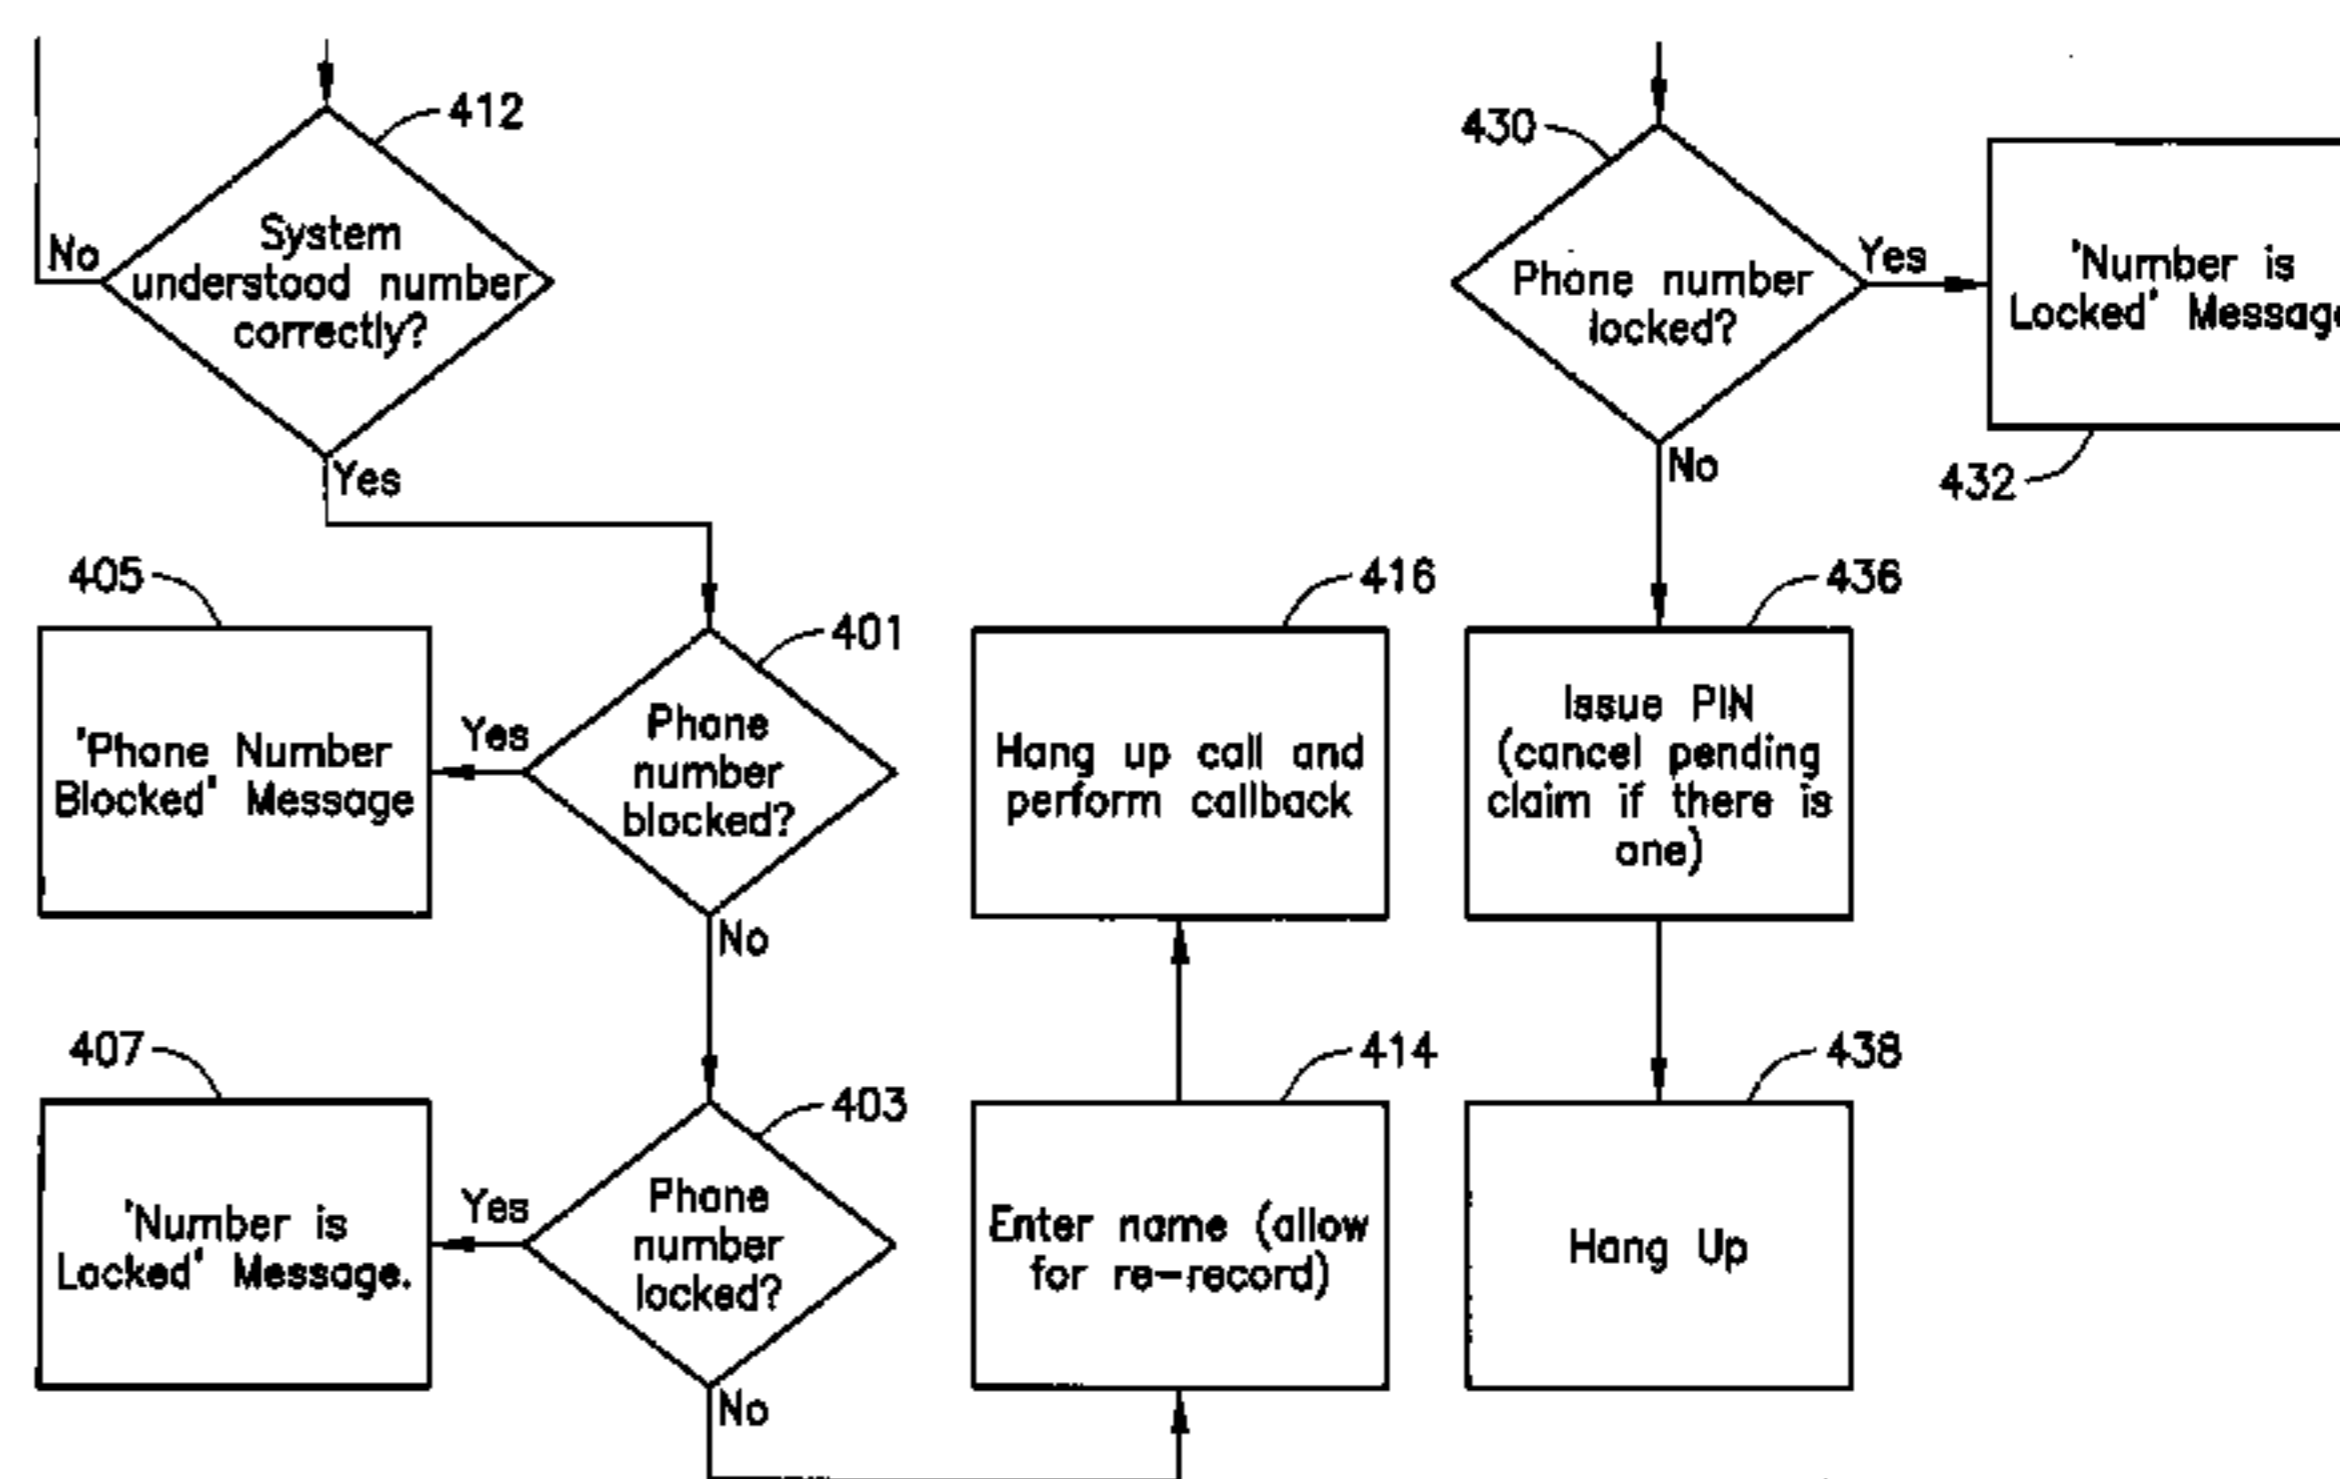 412
System
understood number
correctly?
No
Yes
405
'Phone Number
Blocked' Message
401
Phone
number
blocked?
Yes
No
407
'Number is
Locked' Message.
403
Phone
number
locked?
Yes
No
416
Hang up call and
perform callback
414
Enter name (allow
for re-record)
430
Phone number
locked?
Yes
No
'Number is
Locked' Message
432
436
Issue PIN
(cancel pending
claim if there is
one)
438
Hang Up